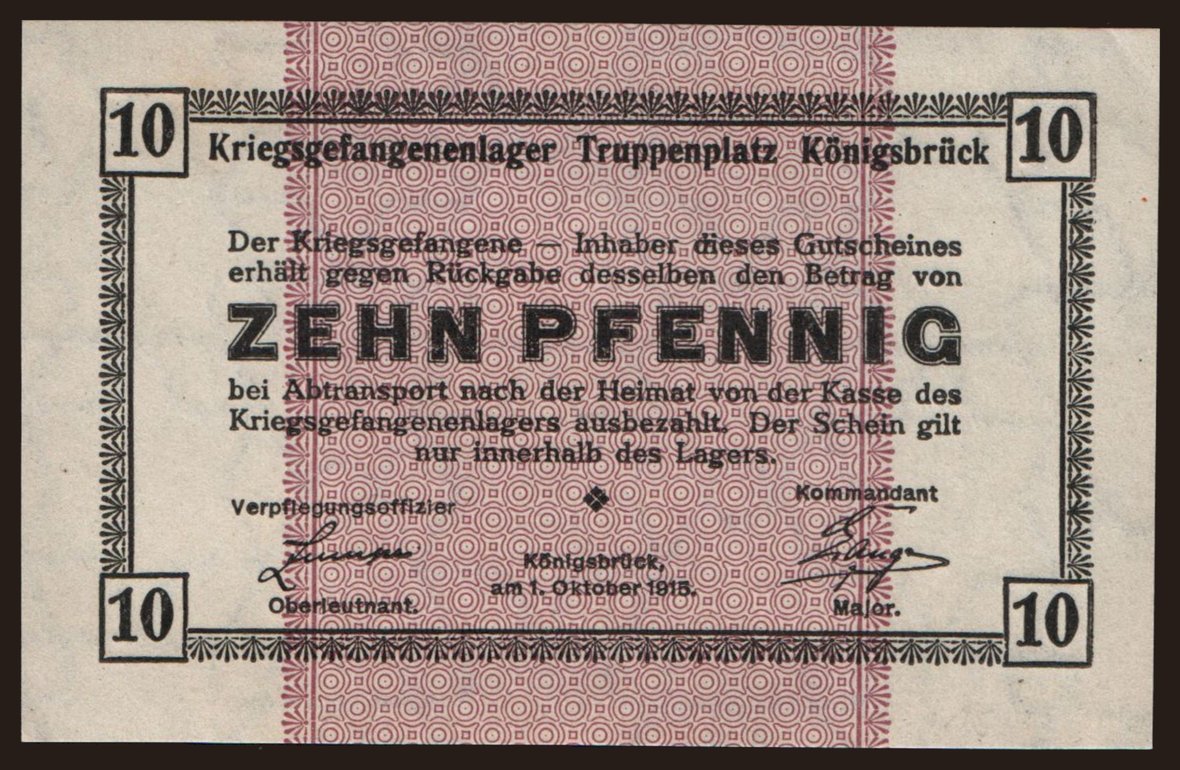 10 10
Kriegsgefangenenlager Truppenplatz Königsbrück
Der Kriegsgefangene — Inhaber dieses Gutscheines
erhält gegen Rückgabe desselben den Betrag von
ZEHN PFENNIG
bei Abtransport nach der Heimat von der Kasse des
Kriegsgefangenenlagers ausbezahlt. Der Schein gilt
nur innerhalb des Lagers.
Verpflegungsoffizier
Kommandant
Königsbrück,
am 1. Oktober 1915.
Oberleutnant.
Major.
10 10